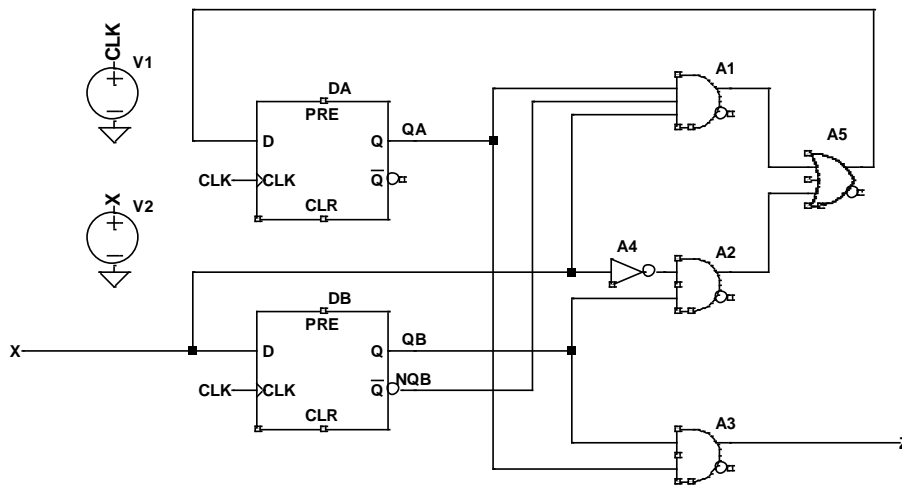 CLK
V1
X
V2
DA
PRE
D
Q
QA
CLK
CLK
Q
CLR
A1
A5
A4
A2
DB
PRE
X
D
Q
QB
CLK
CLK
Q
NQB
CLR
A3
Z